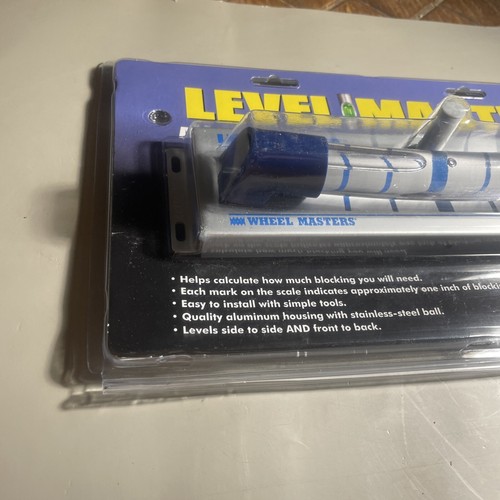 LEVEL MAST
WHEEL MASTERS®
• Helps calculate how much blocking you will need.
• Each mark on the scale indicates approximately one inch of blocki
• Easy to install with simple tools.
• Quality aluminum housing with stainless-steel ball.
• Levels side to side AND front to back.